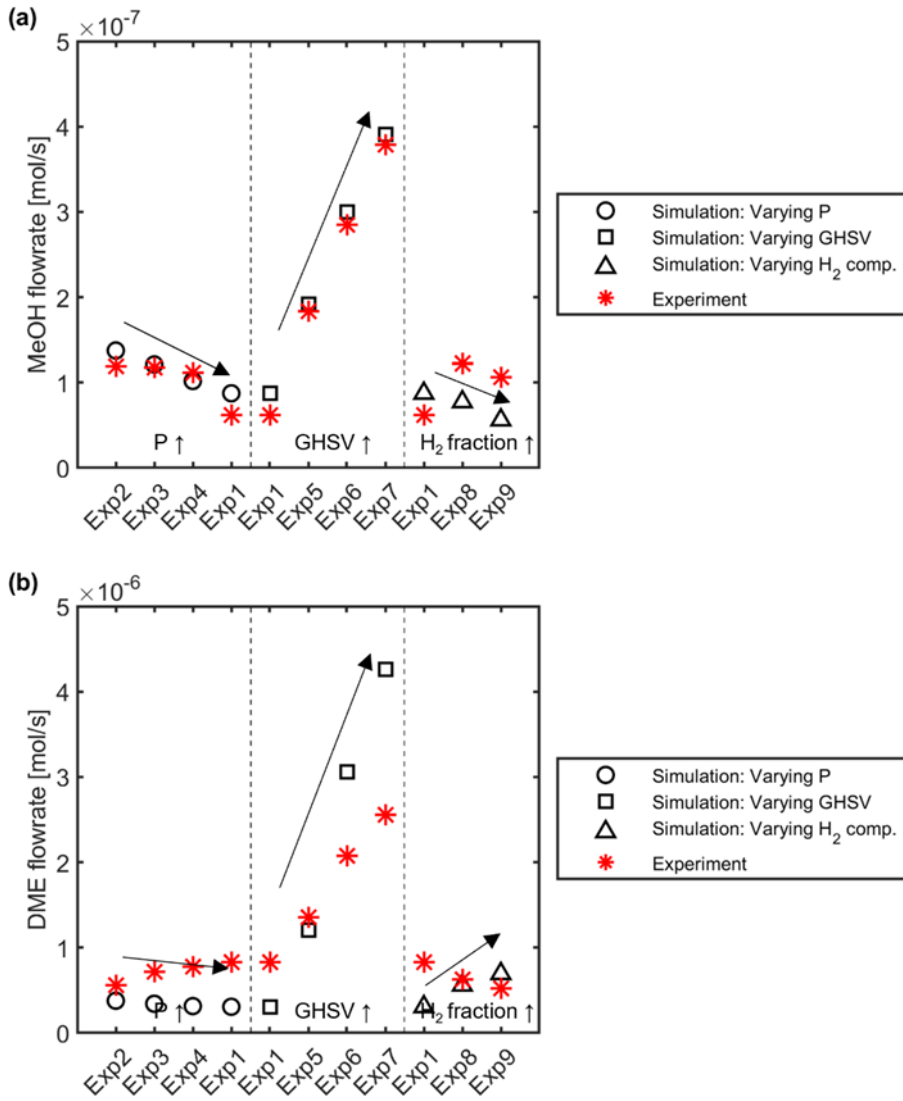 (a)
×10⁻⁷
5
4
3
2
1
0
MeOH flowrate [mol/s]
P ↑
GHSV ↑
H₂ fraction ↑
Exp2
Exp3
Exp4
Exp1
Exp1
Exp5
Exp6
Exp7
Exp1
Exp8
Exp9
Simulation: Varying P
Simulation: Varying GHSV
Simulation: Varying H₂ comp.
Experiment
(b)
×10⁻⁶
5
4
3
2
1
0
DME flowrate [mol/s]
P ↑
GHSV ↑
H₂ fraction ↑
Exp2
Exp3
Exp4
Exp1
Exp1
Exp5
Exp6
Exp7
Exp1
Exp8
Exp9
Simulation: Varying P
Simulation: Varying GHSV
Simulation: Varying H₂ comp.
Experiment